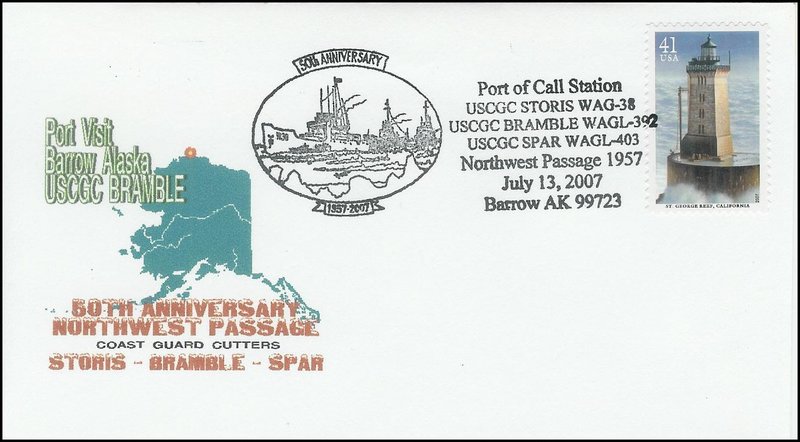 50TH ANNIVERSARY
1957-2007
Port of Call Station
USCGC STORIS WAG-38
USCGC BRAMBLE WAGL-392
USCGC SPAR WAGL-403
Northwest Passage 1957
July 13, 2007
Barrow AK 99723
41
USA
ST. GEORGE REEF, CALIFORNIA
2007
Port Visit
Barrow Alaska
USCGC BRAMBLE
50TH ANNIVERSARY
NORTHWEST PASSAGE
COAST GUARD CUTTERS
STORIS - BRAMBLE - SPAR